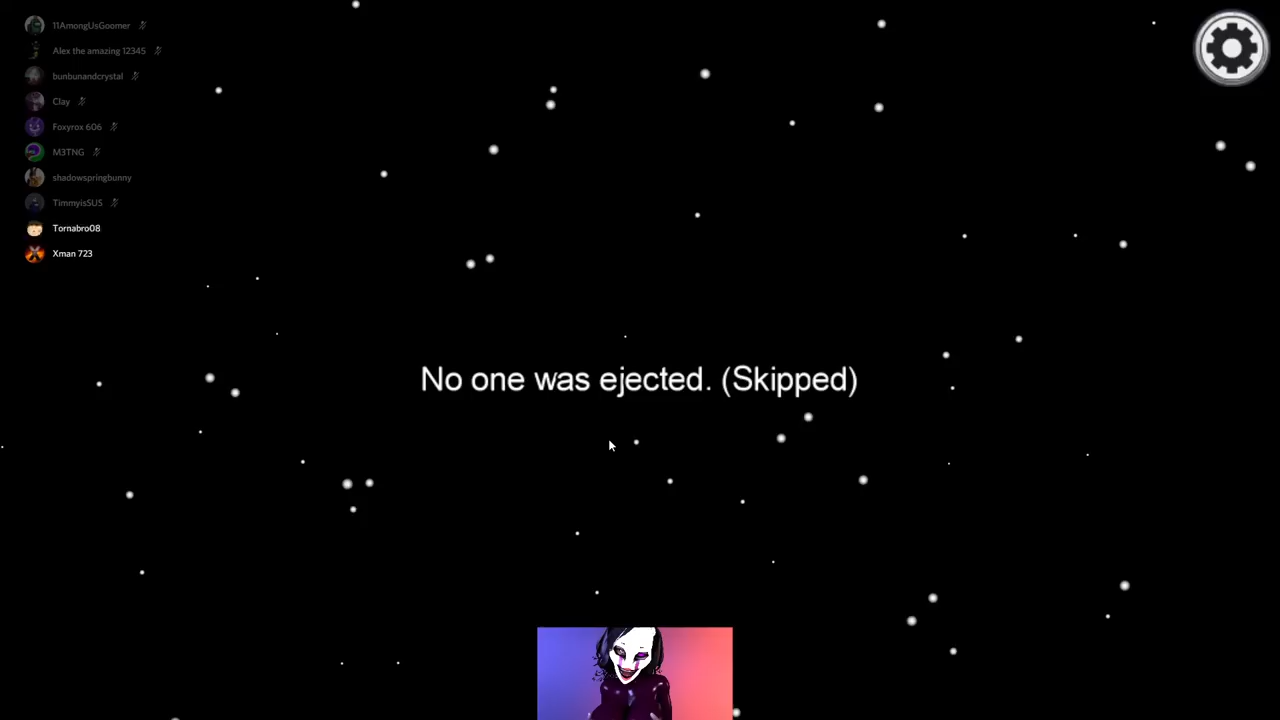 11AmongUsGoomer
Alex the amazing 12345
bunbunandcrystal
Clay
Foxyrox 606
M3TNG
shadowspringbunny
TimmyisSUS
Tornabro08
Xman 723
No one was ejected. (Skipped)